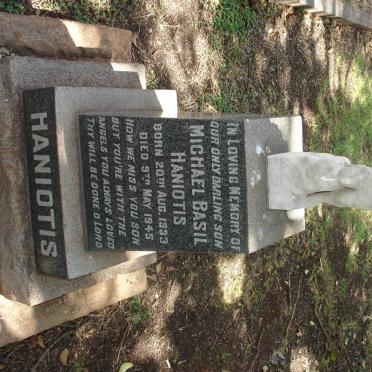 IN LOVING MEMORY OF
OUR ONLY DARLING SON
MICHAEL BASIL
HANIOTIS
BORN 20TH AUG. 1933
DIED 9TH MAY 1945
HOW WE MISS YOU SON
BUT YOU'RE WITH THE
ANGELS YOU ALWAYS LOVED
THY WILL BE DONE O LORD
HANIOTIS